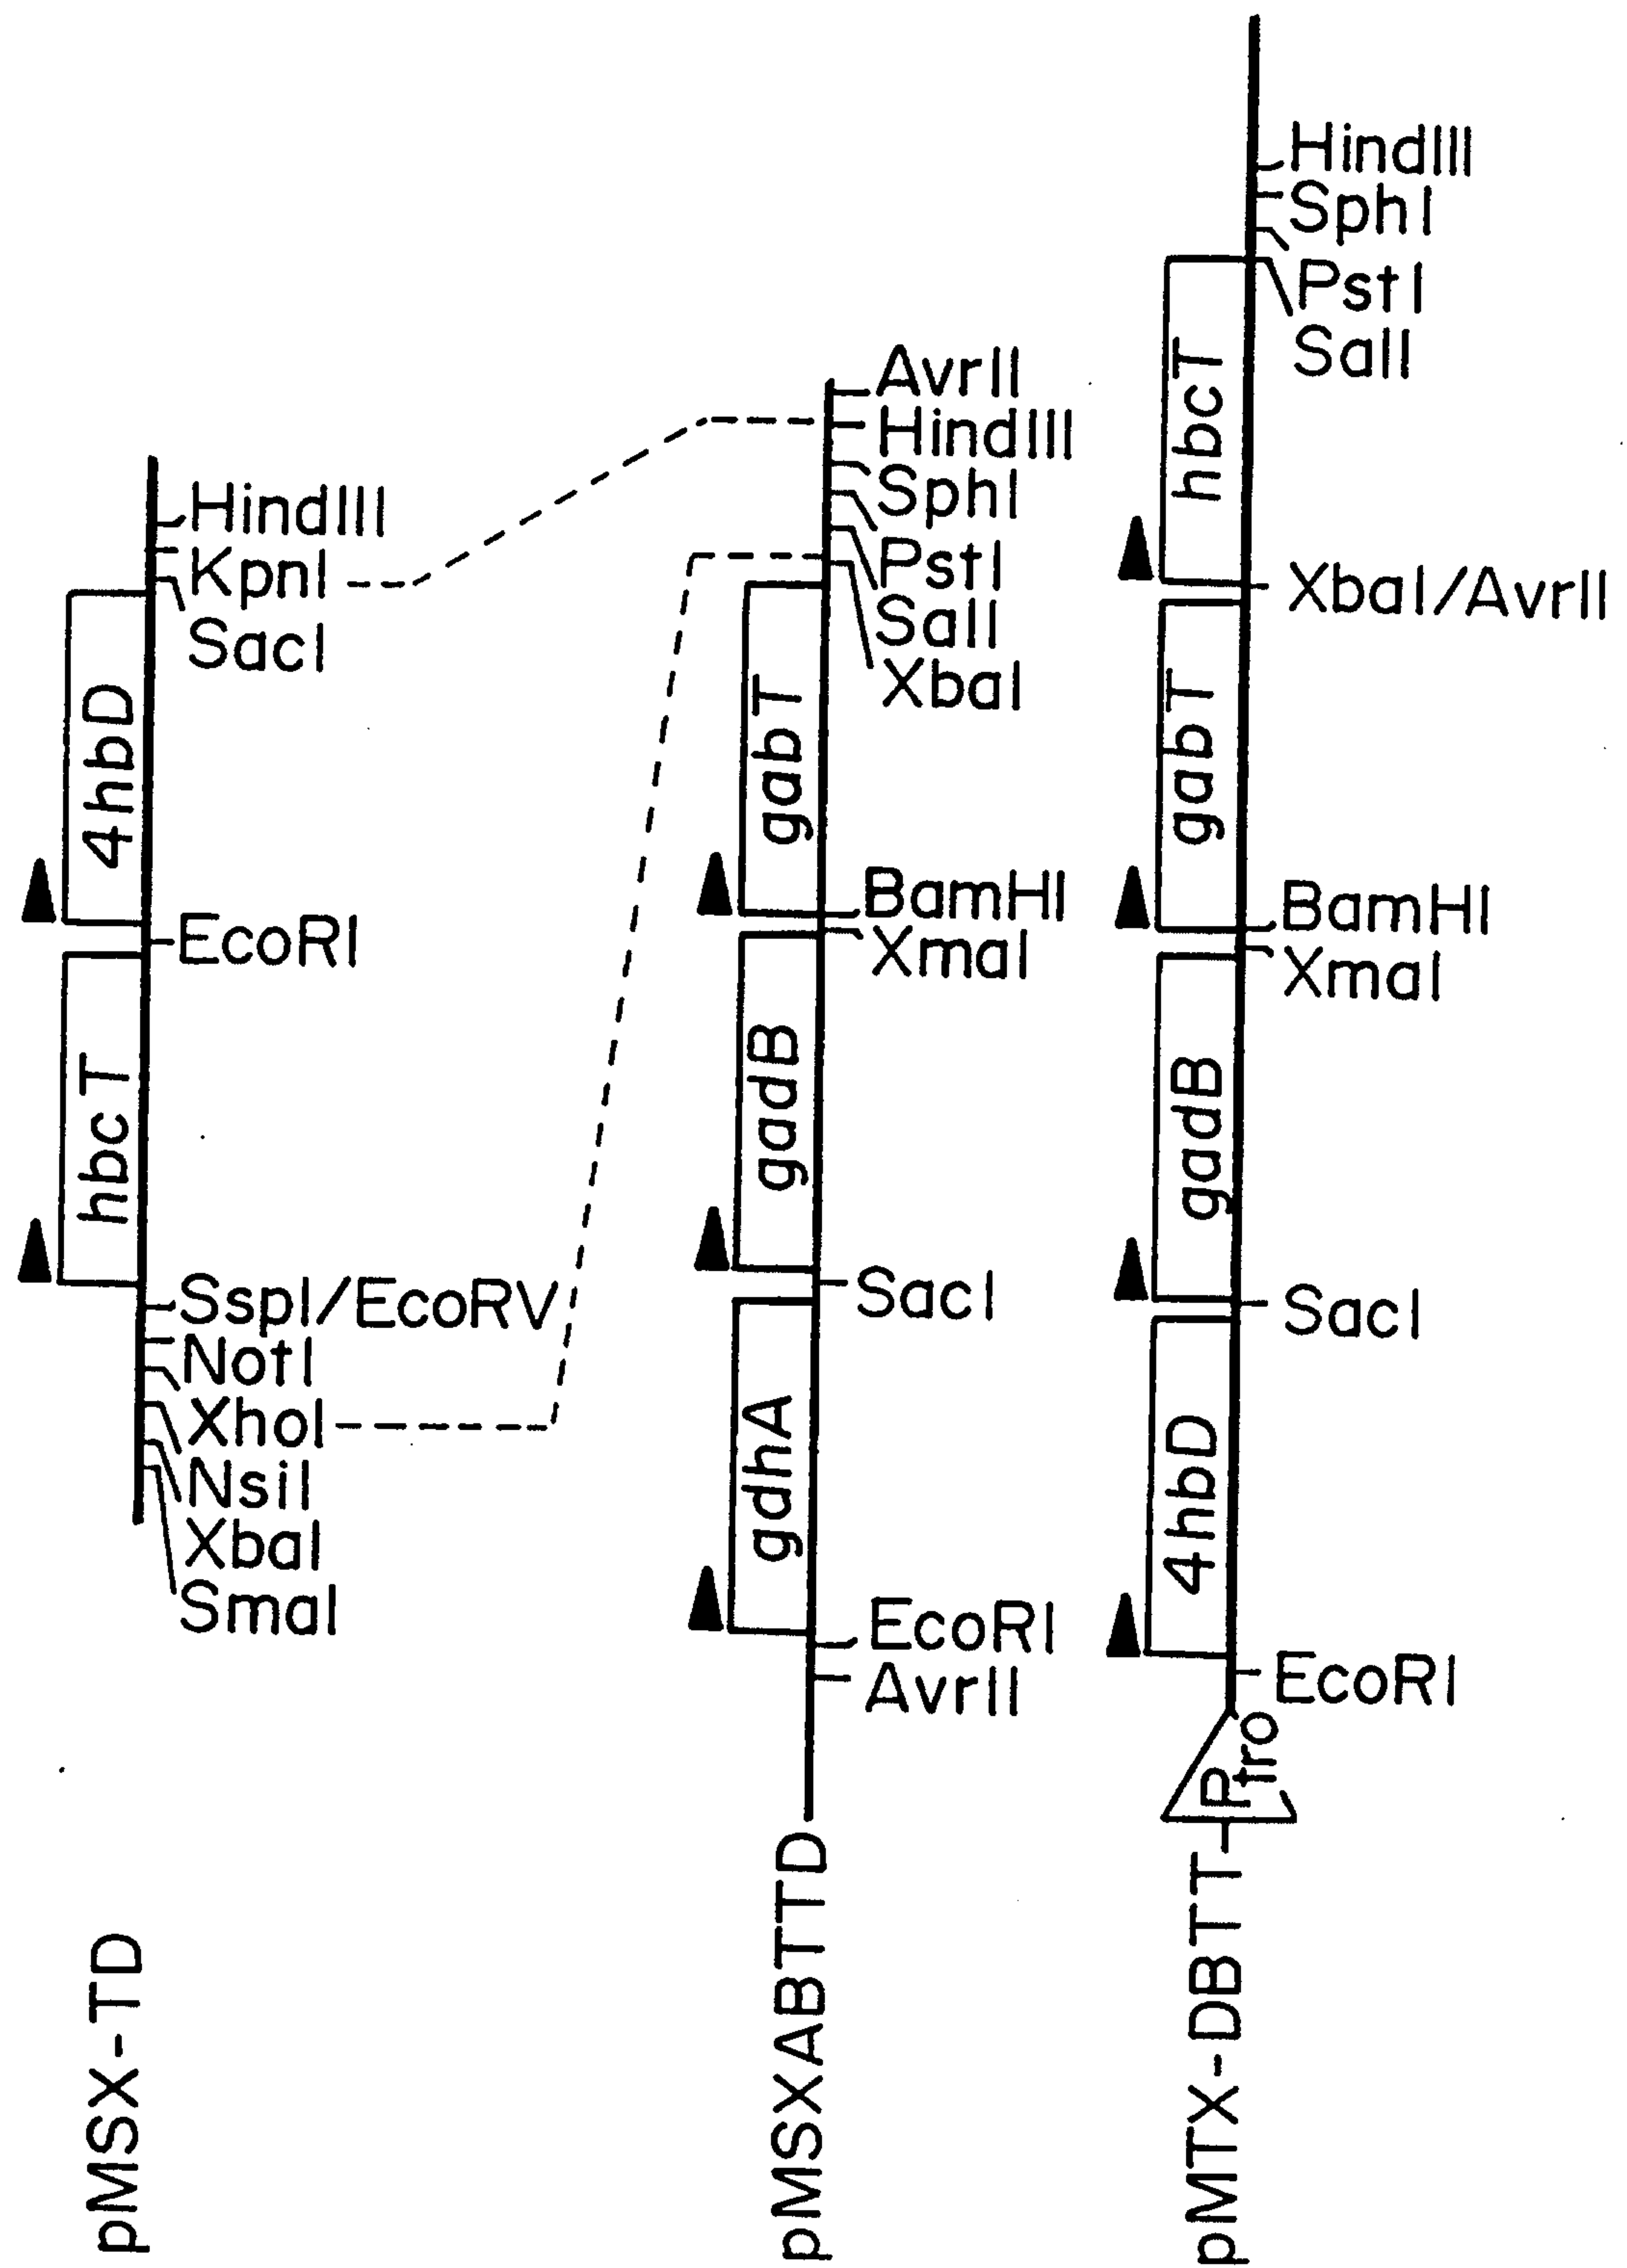 pMSX-TD
SmaI
XbaI
NsiI
XhoI
NotI
SspI/EcoRV
hbcT
EcoRI
4hbD
SacI
KpnI
HindIII
pMSXABTTD
AvrII
EcoRI
gdhA
SacI
gadB
XmaI
BamHI
gabT
XbaI
SalI
PstI
SphI
HindIII
AvrII
pMTX-DBTT
Ptro
EcoRI
4hbD
SacI
gadB
XmaI
BamHI
gabT
XbaI/AvrII
hbcT
SalI
PstI
SphI
HindIII